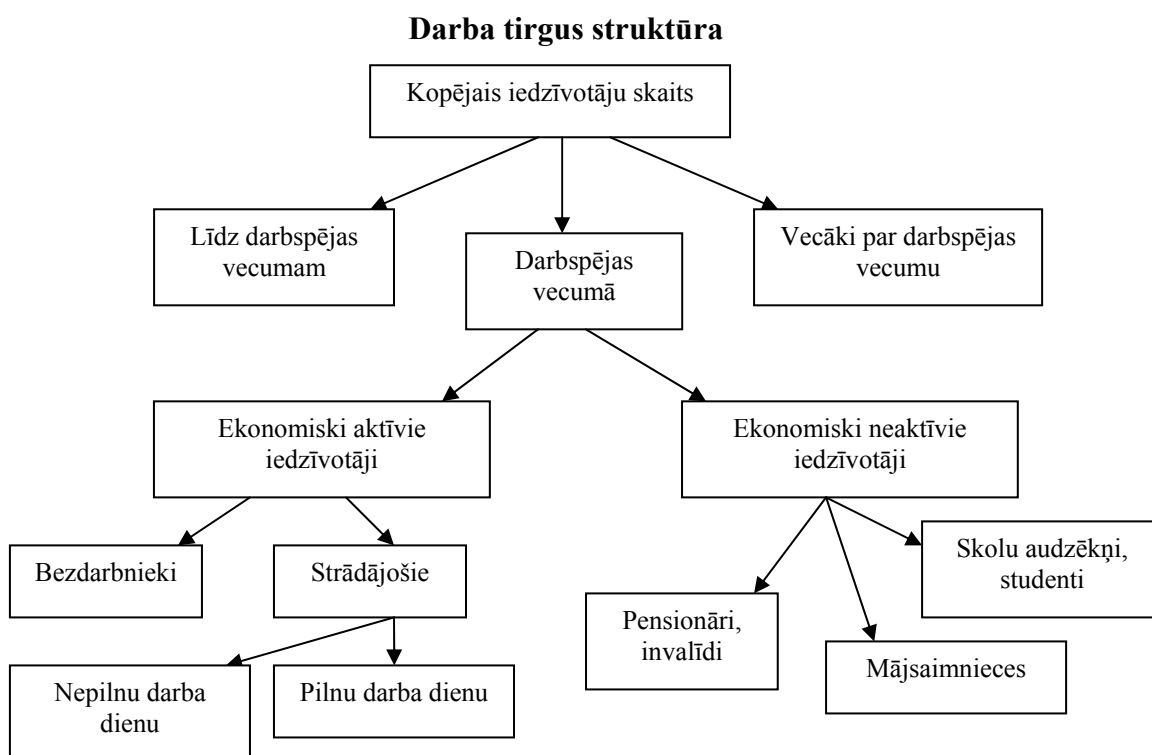 Darba tirgus struktūra
Kopējais iedzīvotāju skaits
Līdz darbspējas
vecumam
Darbspējas
vecumā
Vecāki par darbspējas
vecumu
Ekonomiski aktīvie
iedzīvotāji
Ekonomiski neaktīvie
iedzīvotāji
Bezdarbnieki
Strādājošie
Skolu audzēkņi,
studenti
Pensionāri,
invalīdi
Mājsaimnieces
Nepilnu darba
dienu
Pilnu darba dienu